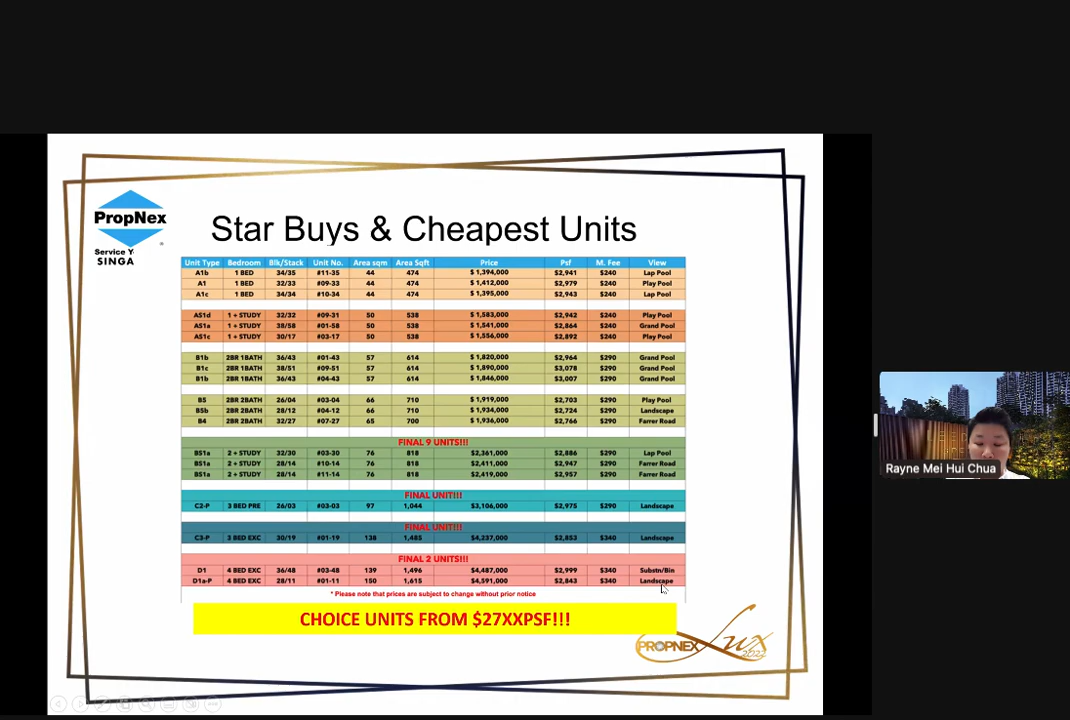 PropNex
Service Y
SINGA
Star Buys & Cheapest Units
Unit Type Bedroom Blk/Stack Unit No. Area sqm Area Sqft Price Psf M. Fee View
A1b 1 BED 34/35 #11-35 44 474 $ 1,394,000 $2,941 $240 Lap Pool
A1 1 BED 32/33 #09-33 44 474 $ 1,412,000 $2,979 $240 Play Pool
A1c 1 BED 34/34 #10-34 44 474 $ 1,395,000 $2,943 $240 Lap Pool
AS1d 1 + STUDY 32/32 #09-31 50 538 $ 1,583,000 $2,942 $240 Play Pool
AS1a 1 + STUDY 38/58 #01-58 50 538 $ 1,541,000 $2,864 $240 Grand Pool
AS1c 1 + STUDY 30/17 #03-17 50 538 $ 1,556,000 $2,892 $240 Play Pool
B1b 2BR 1BATH 36/43 #01-43 57 614 $ 1,820,000 $2,964 $290 Grand Pool
B1c 2BR 1BATH 38/51 #09-51 57 614 $ 1,890,000 $3,078 $290 Grand Pool
B1b 2BR 1BATH 36/43 #04-43 57 614 $ 1,846,000 $3,007 $290 Grand Pool
B5 2BR 2BATH 26/04 #03-04 66 710 $ 1,919,000 $2,703 $290 Play Pool
B5b 2BR 2BATH 28/12 #04-12 66 710 $ 1,934,000 $2,724 $290 Landscape
B4 2BR 2BATH 32/27 #07-27 65 700 $ 1,936,000 $2,766 $290 Farrer Road
FINAL 9 UNITS!!!
BS1a 2 + STUDY 32/30 #03-30 76 818 $2,361,000 $2,886 $290 Lap Pool
BS1a 2 + STUDY 28/14 #10-14 76 818 $2,411,000 $2,947 $290 Farrer Road
BS1a 2 + STUDY 28/14 #11-14 76 818 $2,419,000 $2,957 $290 Farrer Road
FINAL UNIT!!!
C2-P 3 BED PRE 26/03 #03-03 97 1,044 $3,106,000 $2,975 $290 Landscape
FINAL UNIT!!!
C3-P 3 BED EXC 30/19 #01-19 138 1,485 $4,237,000 $2,853 $340 Landscape
FINAL 2 UNITS!!!
D1 4 BED EXC 36/48 #03-48 139 1,496 $4,487,000 $2,999 $340 Substn/Bin
D1a-P 4 BED EXC 28/11 #01-11 150 1,615 $4,591,000 $2,843 $340 Landscape
* Please note that prices are subject to change without prior notice
CHOICE UNITS FROM $27XXPSF!!!
PROPNEX Lux
Rayne Mei Hui Chua